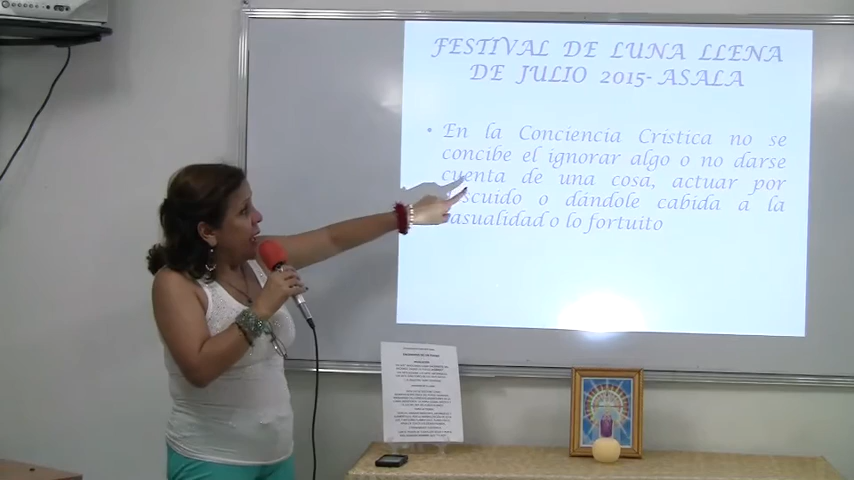 FESTIVAL DE LUNA LLENA
DE JULIO 2015- ASALA
• En la Conciencia Crística no se
concibe el ignorar algo o no darse
cuenta de una cosa, actuar por
descuido o dándole cabida a la
casualidad o lo fortuito